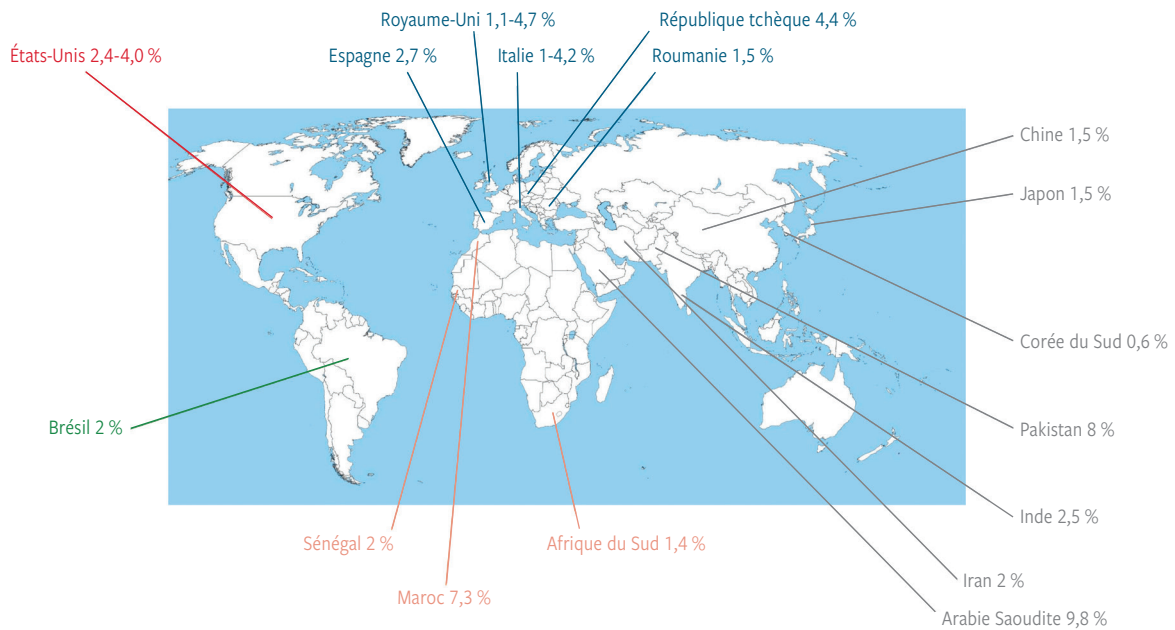 Royaume-Uni 1,1-4,7 %
République tchèque 4,4 %
États-Unis 2,4-4,0 %
Espagne 2,7 %
Italie 1-4,2 %
Roumanie 1,5 %
Chine 1,5 %
Japon 1,5 %
Corée du Sud 0,6 %
Brésil 2 %
Pakistan 8 %
Inde 2,5 %
Sénégal 2 %
Afrique du Sud 1,4 %
Iran 2 %
Maroc 7,3 %
Arabie Saoudite 9,8 %